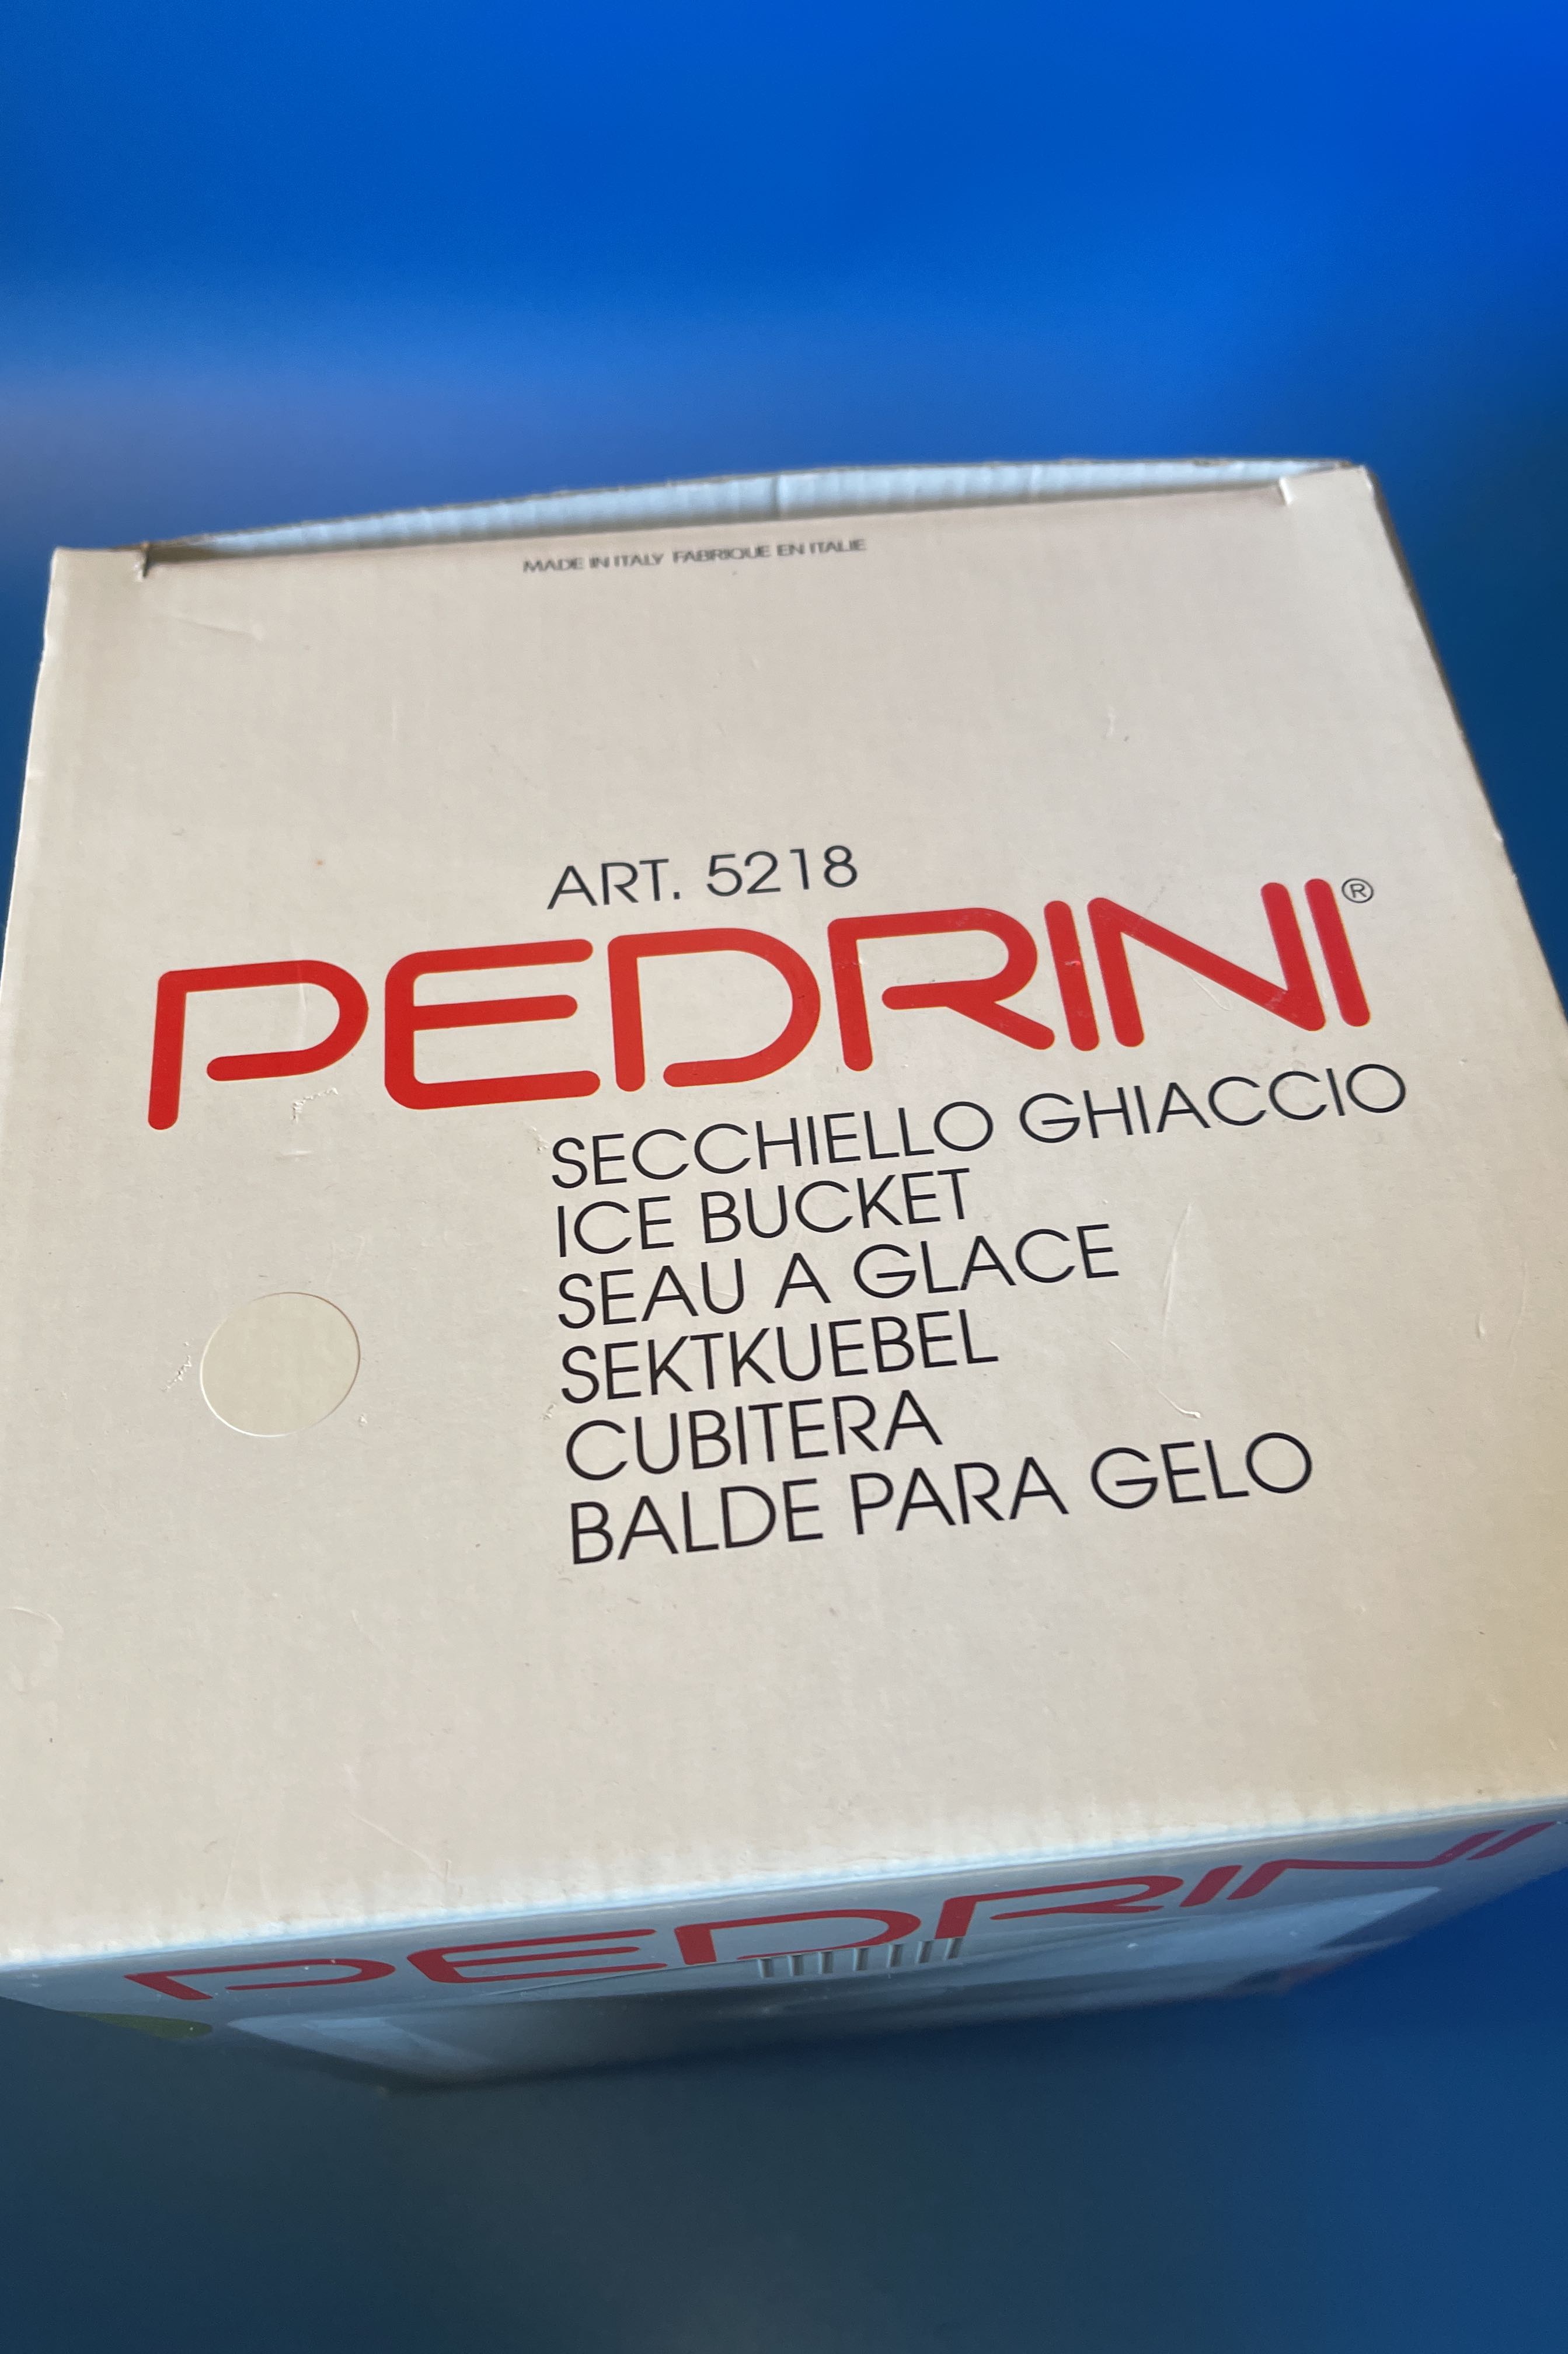 MADE IN ITALY FABRIQUE EN ITALIE
ART. 5218
PEDRINI®
SECCHIELLO GHIACCIO
ICE BUCKET
SEAU A GLACE
SEKTKUEBEL
CUBITERA
BALDE PARA GELO
PEDRINI